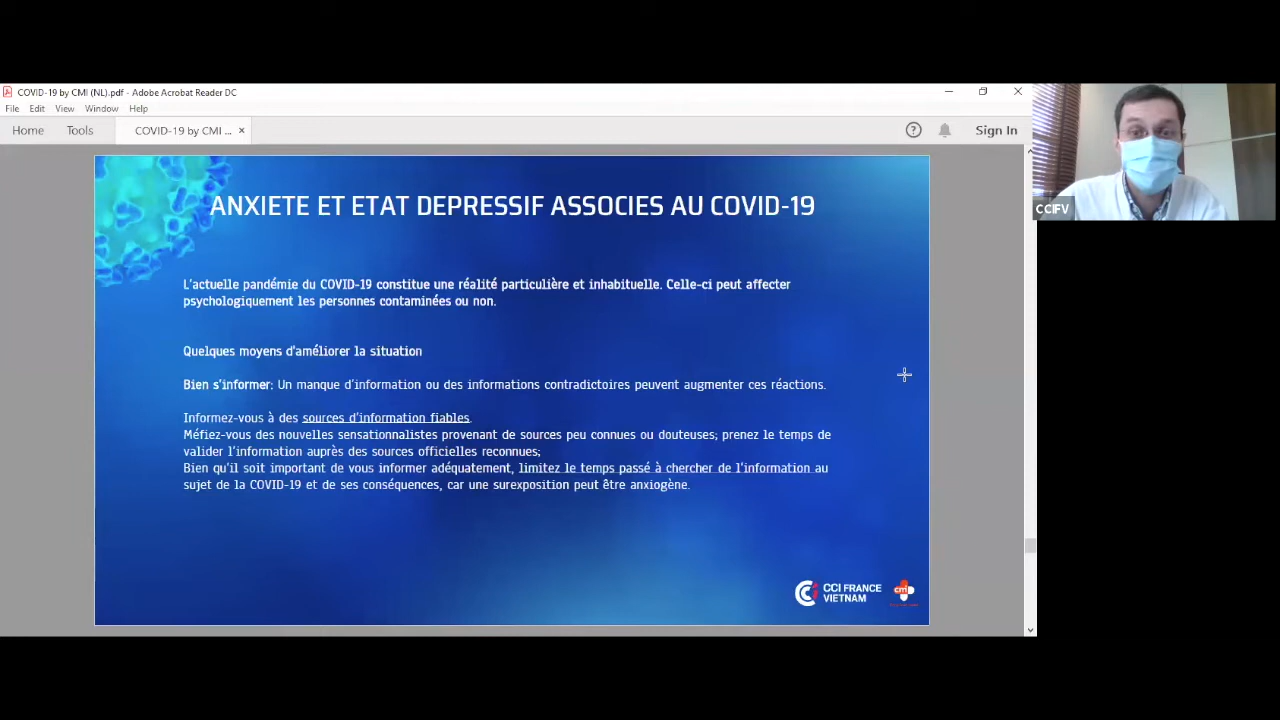 COVID-19 by CMI (NL).pdf - Adobe Acrobat Reader DC
File Edit View Window Help
Home Tools COVID-19 by CMI ... × Sign In
ANXIETE ET ETAT DEPRESSIF ASSOCIES AU COVID-19
L'actuelle pandémie du COVID-19 constitue une réalité particulière et inhabituelle. Celle-ci peut affecter
psychologiquement les personnes contaminées ou non.
Quelques moyens d'améliorer la situation
Bien s'informer: Un manque d'information ou des informations contradictoires peuvent augmenter ces réactions.
Informez-vous à des sources d'information fiables.
Méfiez-vous des nouvelles sensationnalistes provenant de sources peu connues ou douteuses; prenez le temps de
valider l'information auprès des sources officielles reconnues;
Bien qu'il soit important de vous informer adéquatement, limitez le temps passé à chercher de l'information au
sujet de la COVID-19 et de ses conséquences, car une surexposition peut être anxiogène.
CCI FRANCE
VIETNAM
cmi
CCIFV